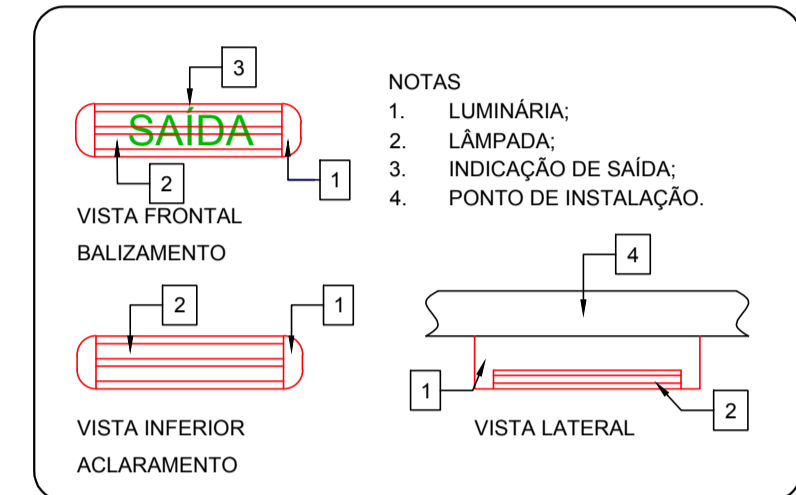 3
SAÍDA
2
1
VISTA FRONTAL
BALIZAMENTO
NOTAS
1. LUMINÁRIA;
2. LÂMPADA;
3. INDICAÇÃO DE SAÍDA;
4. PONTO DE INSTALAÇÃO.
2
1
VISTA INFERIOR
ACLARAMENTO
4
1
2
VISTA LATERAL